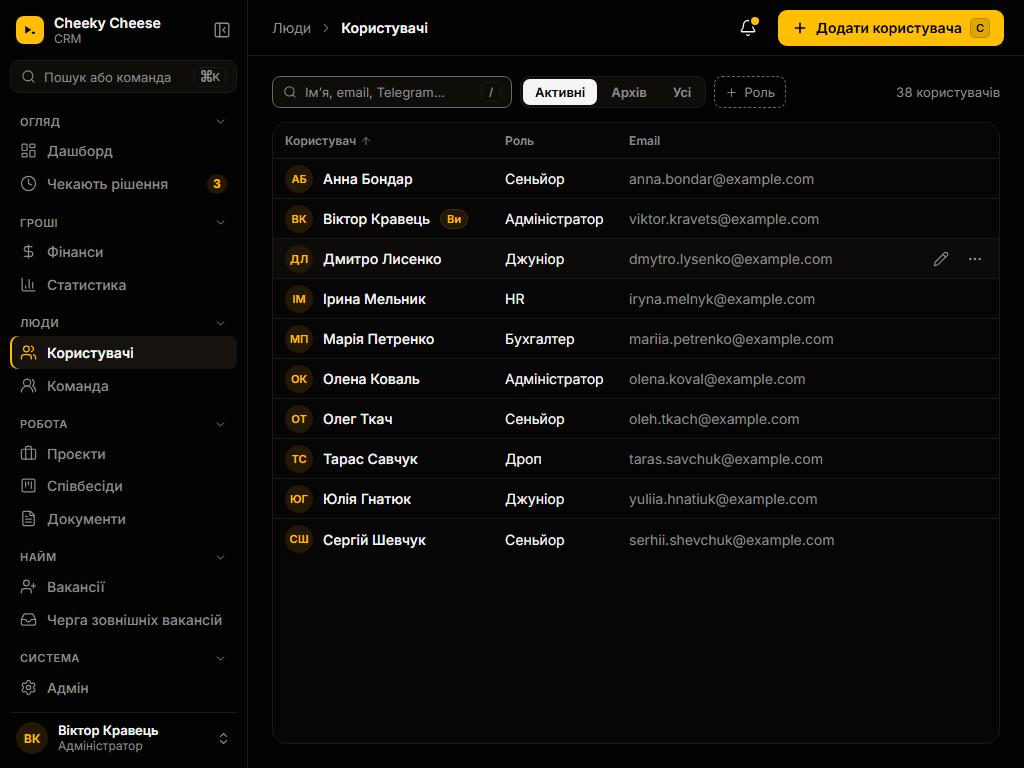 Cheeky Cheese
CRM
Пошук або команда ⌘K
ОГЛЯД
Дашборд
Чекають рішення 3
ГРОШІ
Фінанси
Статистика
ЛЮДИ
Користувачі
Команда
РОБОТА
Проєкти
Співбесіди
Документи
НАЙМ
Вакансії
Черга зовнішніх вакансій
СИСТЕМА
Адмін
ВК Віктор Кравець
Адміністратор
Люди Користувачі
+ Додати користувача C
Ім'я, email, Telegram... /
Активні Архів Усі + Роль 38 користувачів
Користувач ↑ Роль Email
АБ Анна Бондар Сеньйор anna.bondar@example.com
ВК Віктор Кравець Ви Адміністратор viktor.kravets@example.com
ДЛ Дмитро Лисенко Джуніор dmytro.lysenko@example.com
ІМ Ірина Мельник HR iryna.melnyk@example.com
МП Марія Петренко Бухгалтер mariia.petrenko@example.com
ОК Олена Коваль Адміністратор olena.koval@example.com
ОТ Олег Ткач Сеньйор oleh.tkach@example.com
ТС Тарас Савчук Дроп taras.savchuk@example.com
ЮГ Юлія Гнатюк Джуніор yuliia.hnatiuk@example.com
СШ Сергій Шевчук Сеньйор serhii.shevchuk@example.com